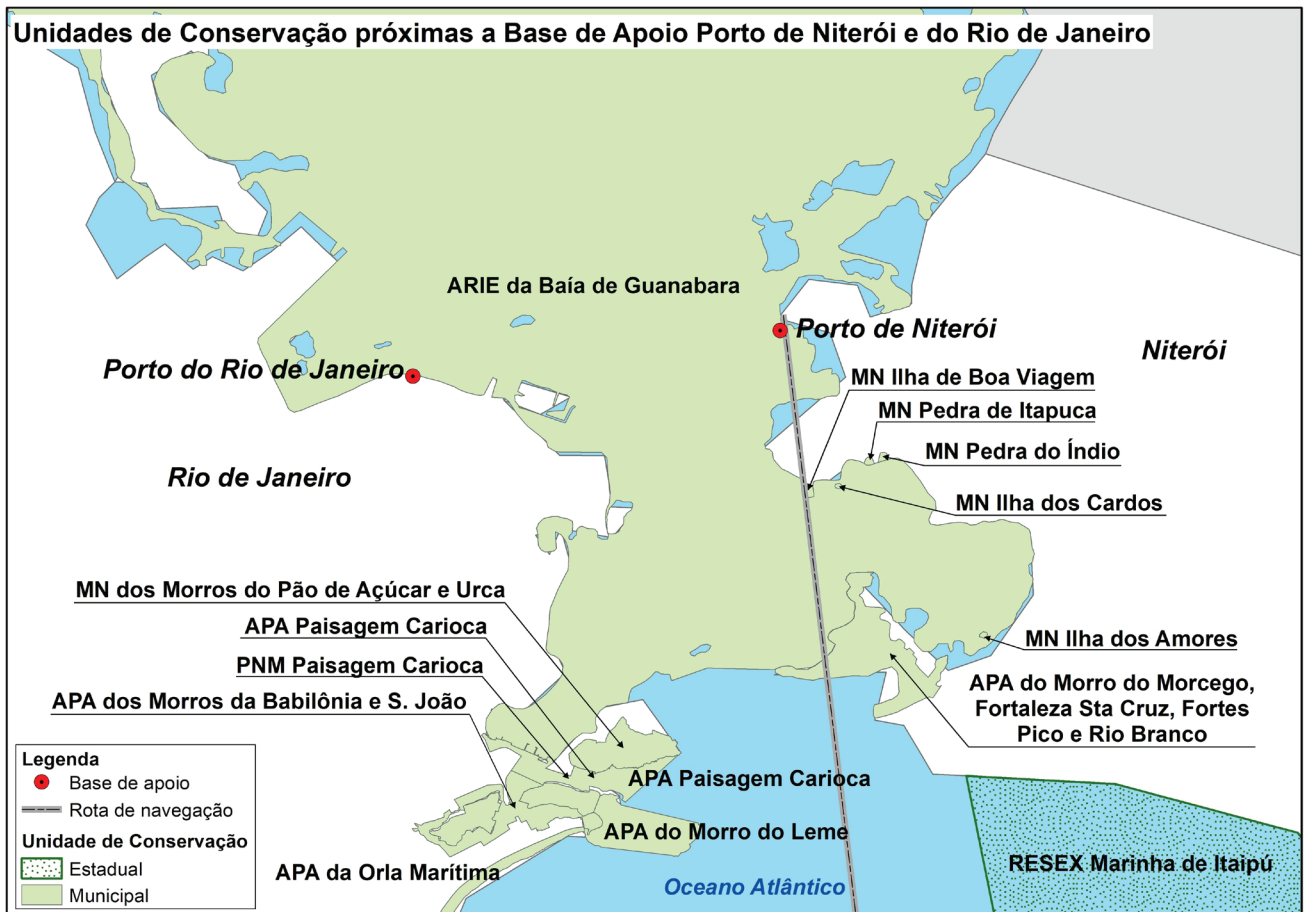 Unidades de Conservação próximas a Base de Apoio Porto de Niterói e do Rio de Janeiro
ARIE da Baía de Guanabara
Porto de Niterói
Niterói
Porto do Rio de Janeiro
MN Ilha de Boa Viagem
MN Pedra de Itapuca
MN Pedra do Índio
Rio de Janeiro
MN Ilha dos Cardos
MN dos Morros do Pão de Açúcar e Urca
APA Paisagem Carioca
MN Ilha dos Amores
PNM Paisagem Carioca
APA dos Morros da Babilônia e S. João
APA do Morro do Morcego,
Fortaleza Sta Cruz, Fortes
Pico e Rio Branco
APA Paisagem Carioca
APA do Morro do Leme
APA da Orla Marítima
RESEX Marinha de Itaipú
Oceano Atlântico
Legenda
Base de apoio
Rota de navegação
Unidade de Conservação
Estadual
Municipal